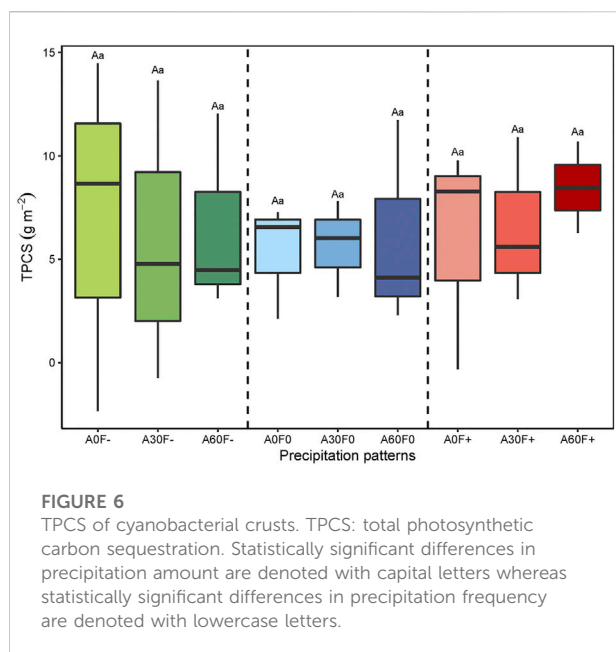 15
10
5
0
TPCS (g m⁻²)
Aa Aa Aa Aa Aa Aa Aa Aa Aa
A0F- A30F- A60F- A0F0 A30F0 A60F0 A0F+ A30F+ A60F+
Precipitation patterns
FIGURE 6
TPCS of cyanobacterial crusts. TPCS: total photosynthetic
carbon sequestration. Statistically significant differences in
precipitation amount are denoted with capital letters whereas
statistically significant differences in precipitation frequency
are denoted with lowercase letters.